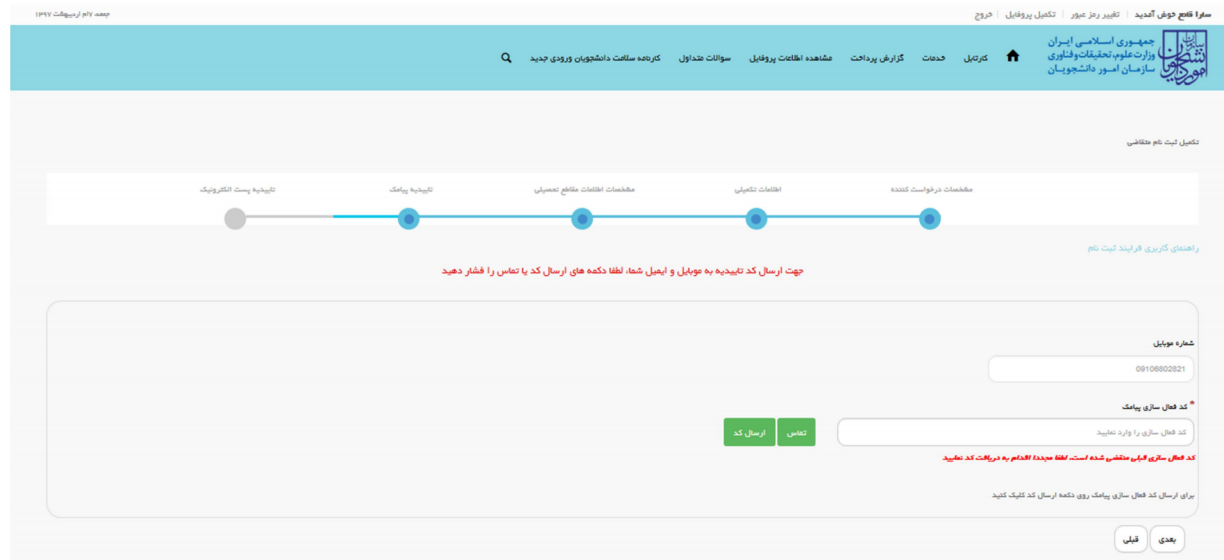 سارا قانع خوش آمدید | تغییر رمز عبور | تکمیل پروفایل | خروج
جمعه ۷ام اردیبهشت ۱۳۹۷
سازمان امور دانشجویان
جمهوری اسلامی ایران
وزارت علوم، تحقیقات و فناوری
سازمان امور دانشجویان
کارتابل خدمات گزارش پرداخت مشاهده اطلاعات پروفایل سوالات متداول کارنامه سلامت دانشجویان ورودی جدید
تکمیل ثبت نام متقاضی
مشخصات درخواست کننده اطلاعات تکمیلی مشخصات اطلاعات مقاطع تحصیلی تاییدیه پیامک تاییدیه پست الکترونیک
راهنمای کاربری فرایند ثبت نام
جهت ارسال کد تاییدیه به موبایل و ایمیل شما، لطفا دکمه های ارسال کد یا تماس را فشار دهید
شماره موبایل
09106802821
* کد فعال سازی پیامک
کد فعال سازی را وارد نمایید
تماس ارسال کد
کد فعال سازی قبلی منقضی شده است، لطفا مجددا اقدام به دریافت کد نمایید
برای ارسال کد فعال سازی پیامک روی دکمه ارسال کد کلیک کنید
بعدی قبلی